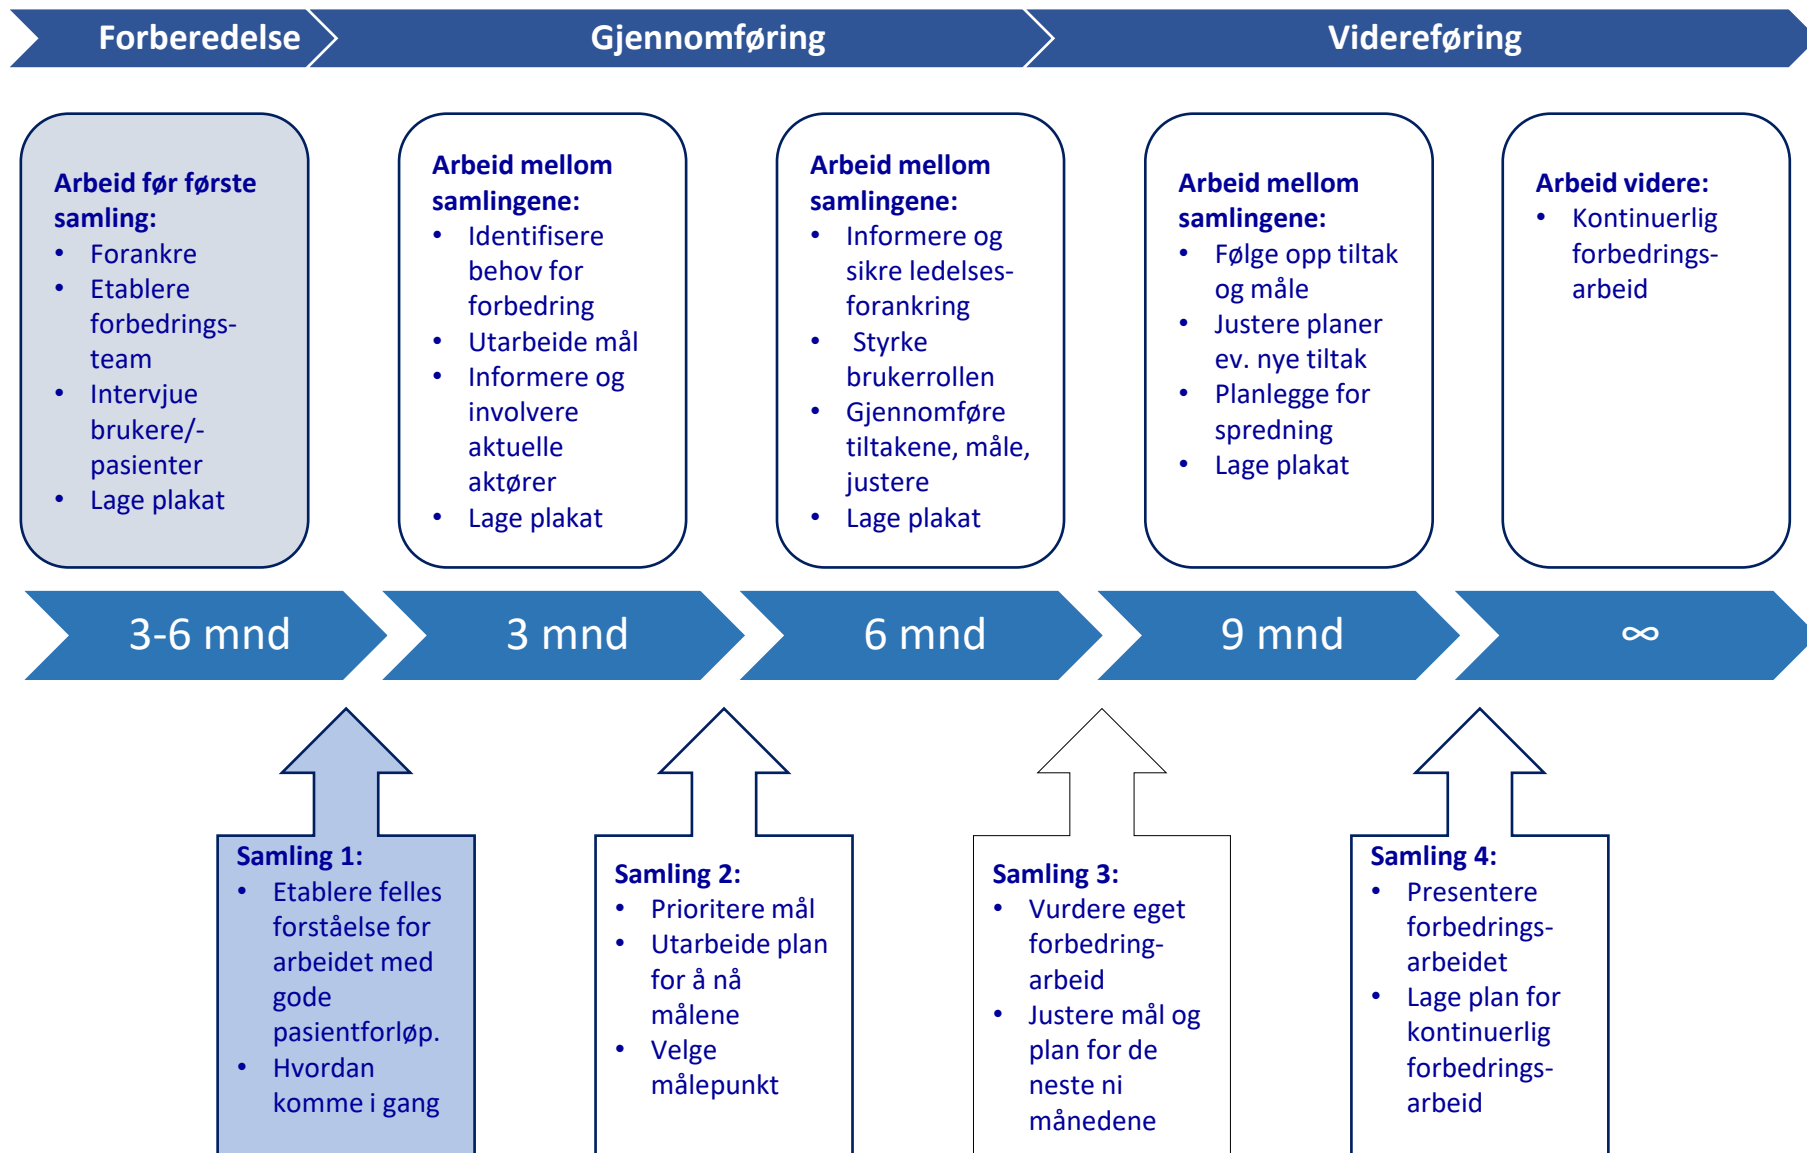 Forberedelse
Gjennomføring
Videreføring
Arbeid før første
samling:
• Forankre
• Etablere
forbedrings-
team
• Intervjue
brukere/-
pasienter
• Lage plakat
Arbeid mellom
samlingene:
• Identifisere
behov for
forbedring
• Utarbeide mål
• Informere og
involvere
aktuelle
aktører
• Lage plakat
Arbeid mellom
samlingene:
• Informere og
sikre ledelses-
forankring
• Styrke
brukerrollen
• Gjennomføre
tiltakene, måle,
justere
• Lage plakat
Arbeid mellom
samlingene:
• Følge opp tiltak
og måle
• Justere planer
ev. nye tiltak
• Planlegge for
spredning
• Lage plakat
Arbeid videre:
• Kontinuerlig
forbedrings-
arbeid
3-6 mnd
3 mnd
6 mnd
9 mnd
∞
Samling 1:
• Etablere felles
forståelse for
arbeidet med
gode
pasientforløp.
• Hvordan
komme i gang
Samling 2:
• Prioritere mål
• Utarbeide plan
for å nå
målene
• Velge
målepunkt
Samling 3:
• Vurdere eget
forbedring-
arbeid
• Justere mål og
plan for de
neste ni
månedene
Samling 4:
• Presentere
forbedrings-
arbeidet
• Lage plan for
kontinuerlig
forbedrings-
arbeid